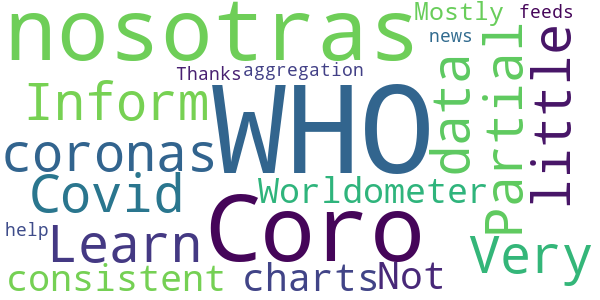 nosotras
Mostly
feeds
news
little
Partial
data
Thanks
aggregation
Inform
WHO
coronas
Covid
Worldometer
Coro
help
Learn
Very
consistent
charts
Not